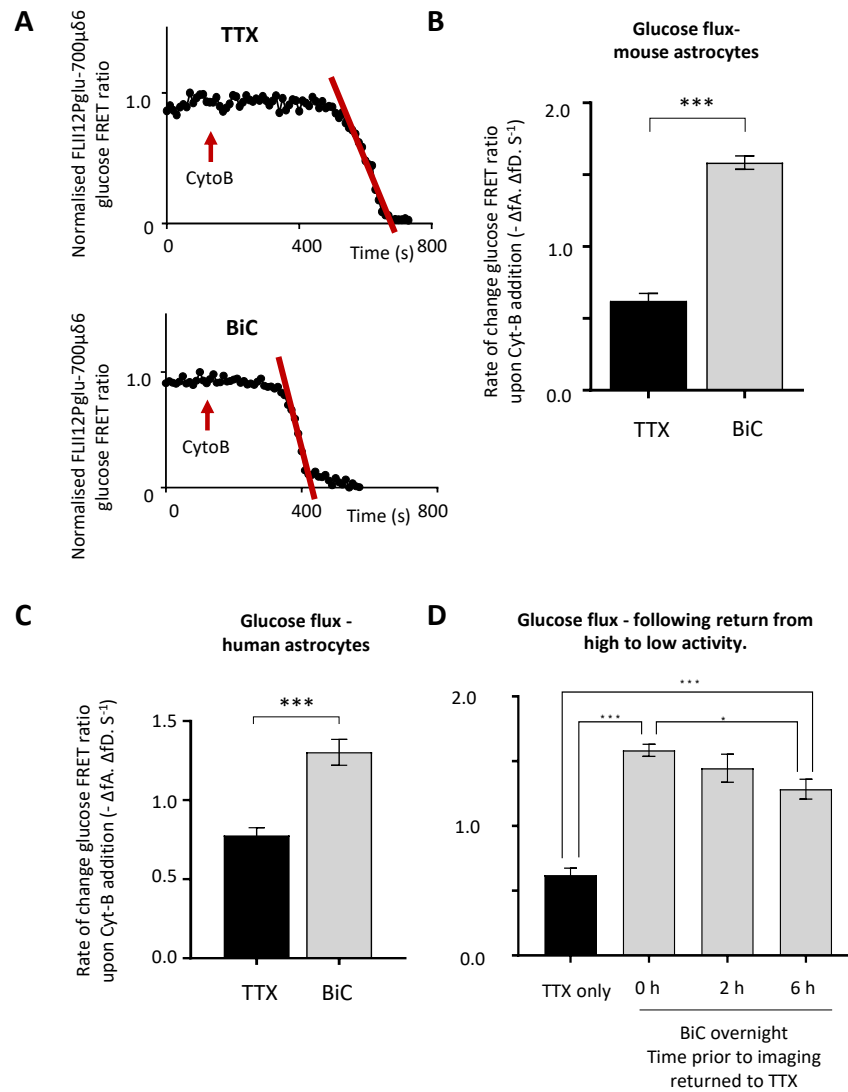 A
TTX
Normalised FLII12Pglu-700µδ6
glucose FRET ratio
1.0
0
CytoB
0
400
800
Time (s)
BiC
Normalised FLII12Pglu-700µδ6
glucose FRET ratio
1.0
0
CytoB
0
400
800
Time (s)
B
Glucose flux-
mouse astrocytes
Rate of change glucose FRET ratio
upon Cyt-B addition (- ΔfA. ΔfD. S-1)
2.0
1.0
0.0
***
TTX
BiC
C
Glucose flux -
human astrocytes
Rate of change glucose FRET ratio
upon Cyt-B addition (- ΔfA. ΔfD. S-1)
1.5
1.0
0.5
0.0
***
TTX
BiC
D
Glucose flux - following return from
high to low activity.
2.0
1.0
0.0
***
***
*
TTX only
0 h
2 h
6 h
BiC overnight
Time prior to imaging
returned to TTX